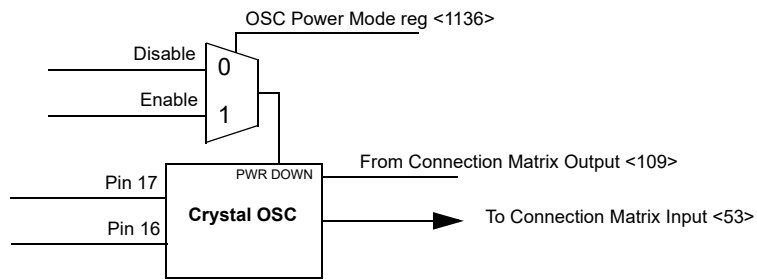 OSC Power Mode reg <1136>
Disable
0
Enable
1
PWR DOWN
From Connection Matrix Output <109>
Pin 17
Crystal OSC
To Connection Matrix Input <53>
Pin 16